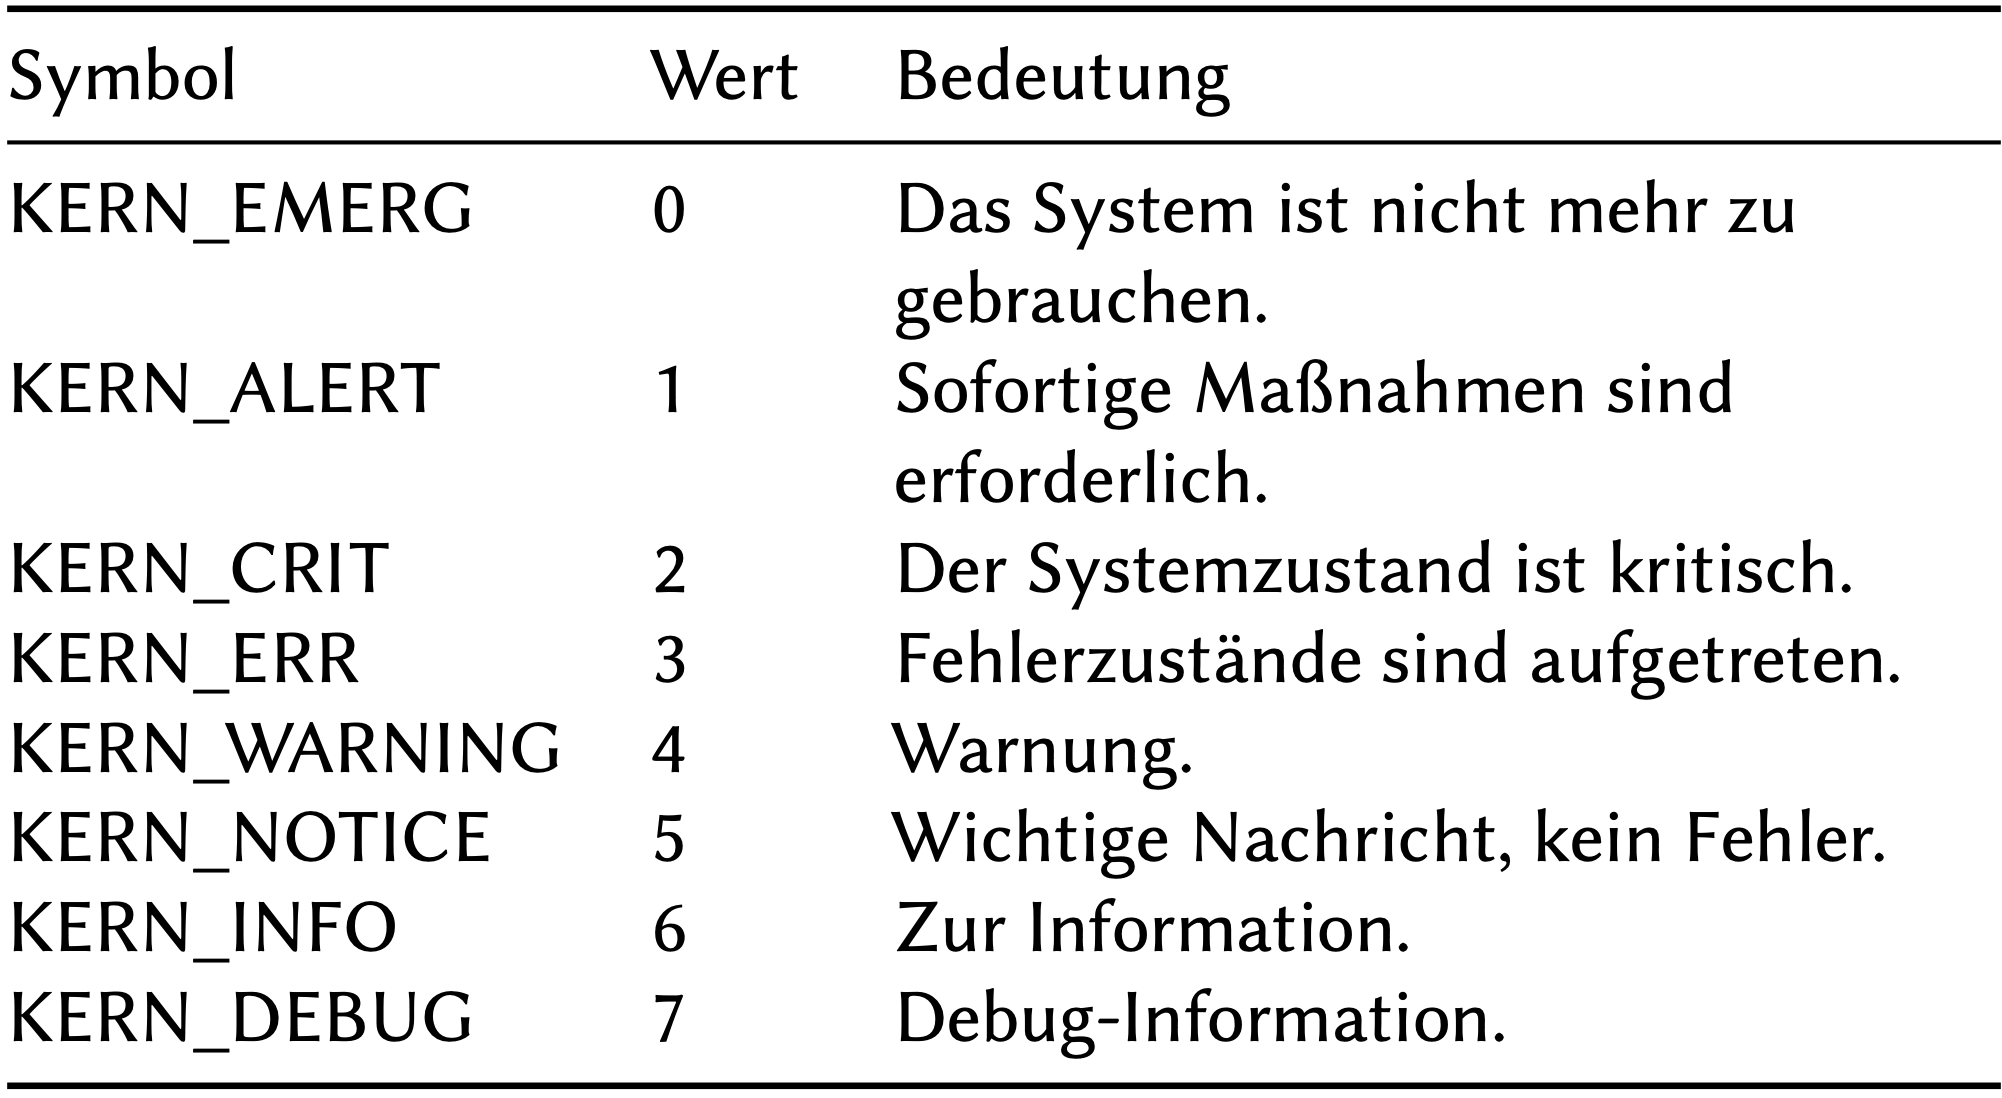 Symbol Wert Bedeutung
KERN_EMERG 0 Das System ist nicht mehr zu
gebrauchen.
KERN_ALERT 1 Sofortige Maßnahmen sind
erforderlich.
KERN_CRIT 2 Der Systemzustand ist kritisch.
KERN_ERR 3 Fehlerzustände sind aufgetreten.
KERN_WARNING 4 Warnung.
KERN_NOTICE 5 Wichtige Nachricht, kein Fehler.
KERN_INFO 6 Zur Information.
KERN_DEBUG 7 Debug-Information.